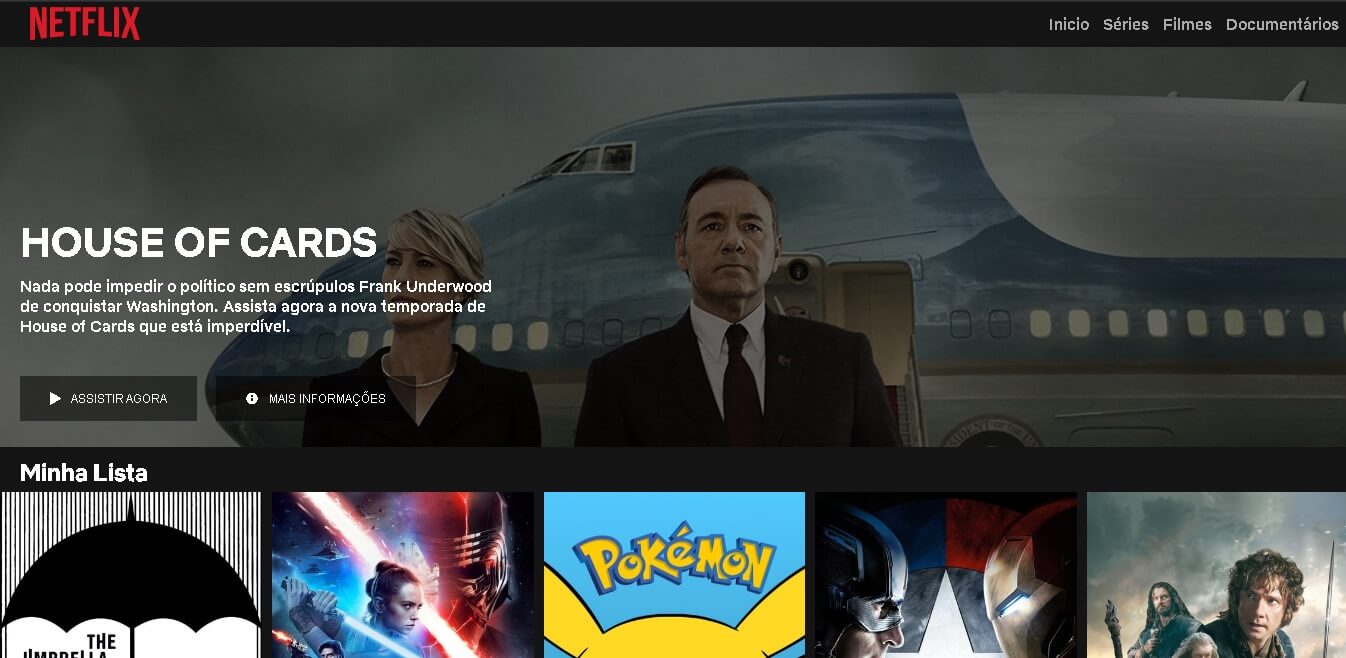 NETFLIX
Inicio Séries Filmes Documentários
HOUSE OF CARDS
Nada pode impedir o político sem escrúpulos Frank Underwood
de conquistar Washington. Assista agora a nova temporada de
House of Cards que está imperdível.
ASSISTIR AGORA MAIS INFORMAÇÕES
Minha Lista
POKéMON
THE
UMBRELLA